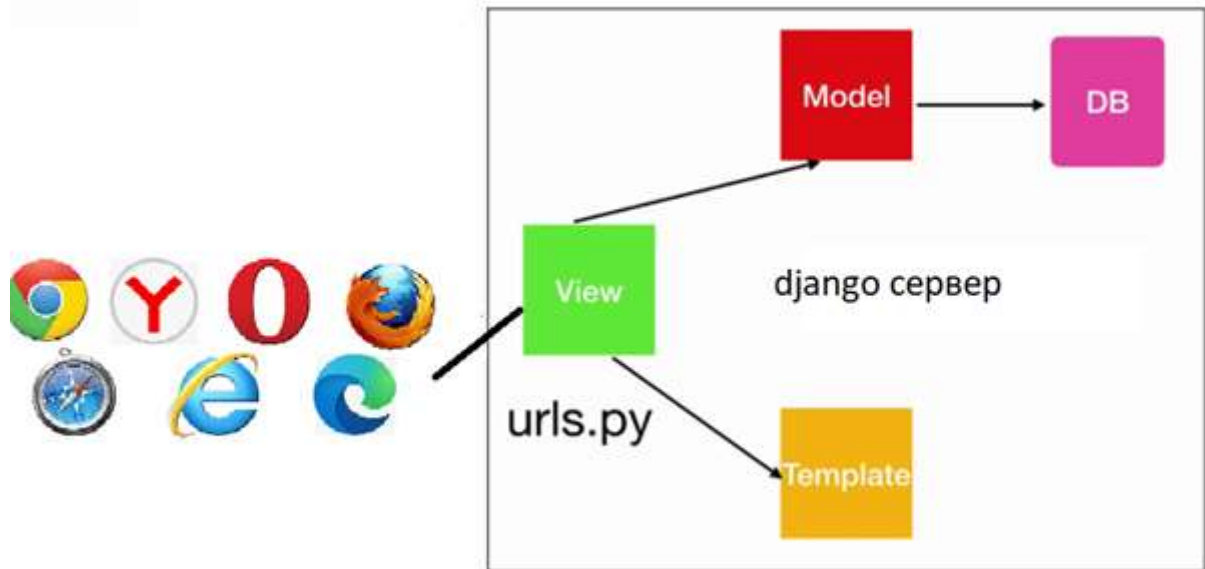 Model
DB
View
django сервер
urls.py
Template